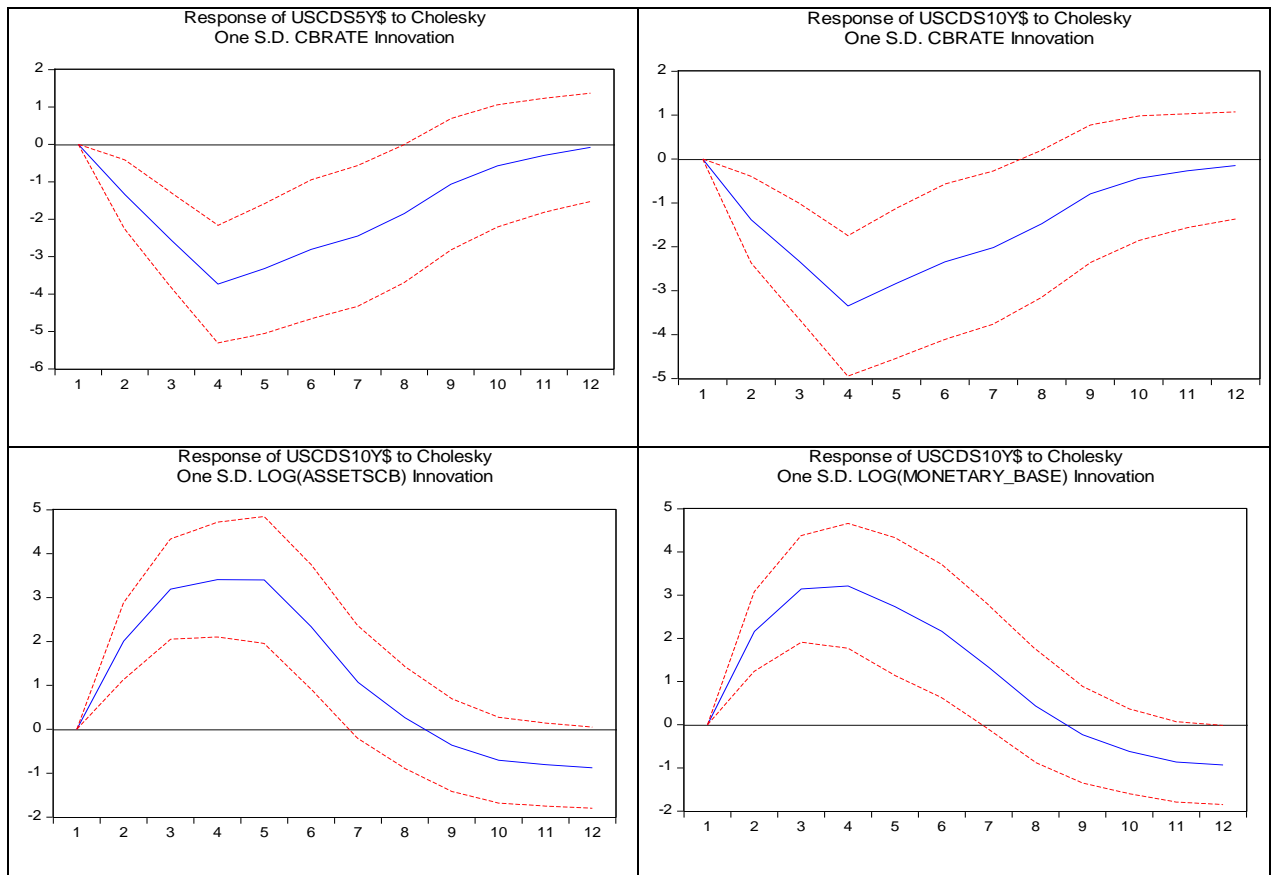 Response of USCDS5Y$ to Cholesky
One S.D. CBRATE Innovation
2
1
0
-1
-2
-3
-4
-5
-6
1 2 3 4 5 6 7 8 9 10 11 12
Response of USCDS10Y$ to Cholesky
One S.D. CBRATE Innovation
2
1
0
-1
-2
-3
-4
-5
1 2 3 4 5 6 7 8 9 10 11 12
Response of USCDS10Y$ to Cholesky
One S.D. LOG(ASSETSCB) Innovation
5
4
3
2
1
0
-1
-2
1 2 3 4 5 6 7 8 9 10 11 12
Response of USCDS10Y$ to Cholesky
One S.D. LOG(MONETARY_BASE) Innovation
5
4
3
2
1
0
-1
-2
1 2 3 4 5 6 7 8 9 10 11 12